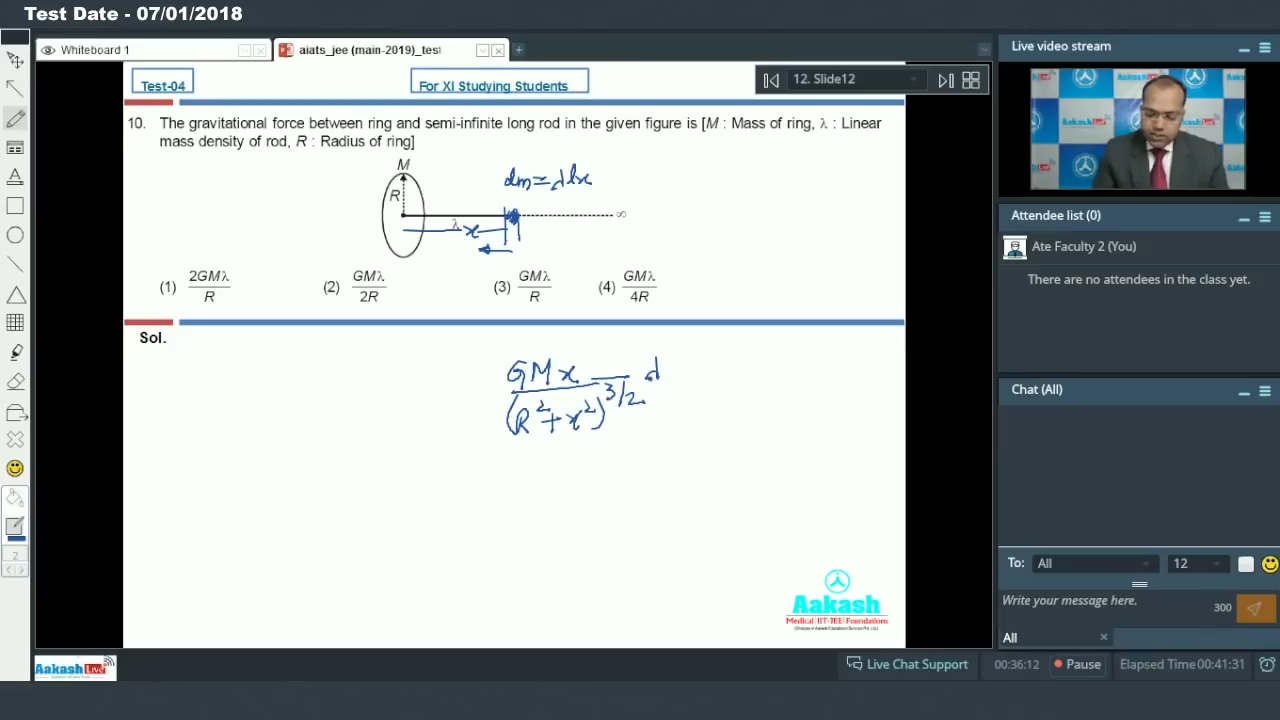 Test Date - 07/01/2018
Whiteboard 1
aiats_jee (main-2019)_test
Live video stream
Test-04
For XI Studying Students
12. Slide12
10. The gravitational force between ring and semi-infinite long rod in the given figure is [M : Mass of ring, λ : Linear
mass density of rod, R : Radius of ring]
M
R
λ
x
∞
dm = λdx
(1) 2GMλ/R (2) GMλ/2R (3) GMλ/R (4) GMλ/4R
Sol.
GMx/(R²+x²)^3/2 λ
Aakash
Attendee list (0)
Ate Faculty 2 (You)
There are no attendees in the class yet.
Chat (All)
To: All 12
Write your message here.
300
All
Aakash
Medical|IIT-JEE|Foundations
Aakash Live
2
Live Chat Support
00:36:12
Pause
Elapsed Time 00:41:31